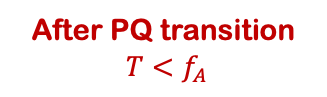 After PQ transition
T < f_A